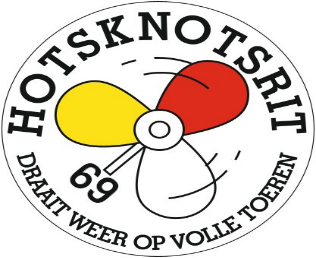 HOTSKNOTSRIT
69
DRAAIT WEER OP VOLLE TOEREN